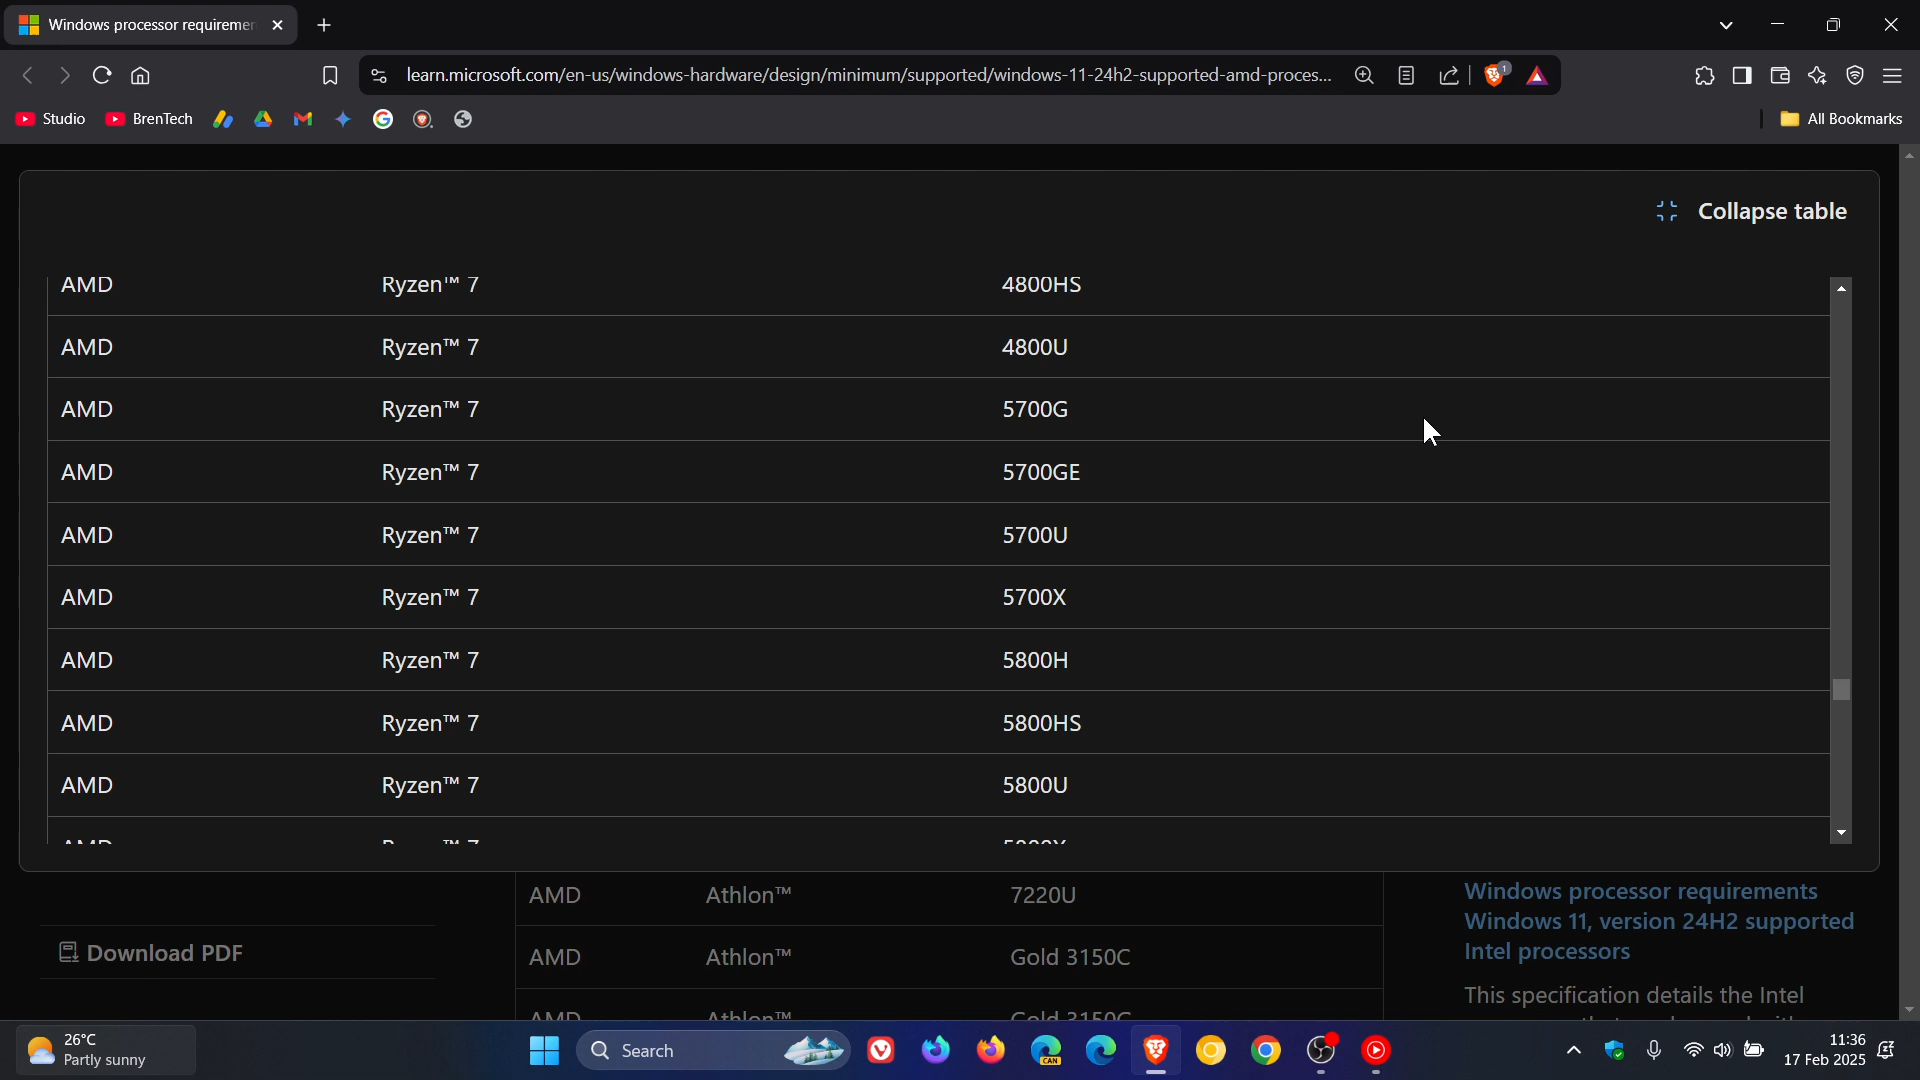 Windows processor requiremen
learn.microsoft.com/en-us/windows-hardware/design/minimum/supported/windows-11-24h2-supported-amd-proces...
1
Studio
BrenTech
All Bookmarks
Collapse table
AMD Ryzen™ 7 4800HS
AMD Ryzen™ 7 4800U
AMD Ryzen™ 7 5700G
AMD Ryzen™ 7 5700GE
AMD Ryzen™ 7 5700U
AMD Ryzen™ 7 5700X
AMD Ryzen™ 7 5800H
AMD Ryzen™ 7 5800HS
AMD Ryzen™ 7 5800U
AMD Athlon™ 7220U
Windows processor requirements
Windows 11, version 24H2 supported
Intel processors
Download PDF
AMD Athlon™ Gold 3150C
This specification details the Intel
AMD Athlon™
26°C
Partly sunny
Search
CAN
11:36
17 Feb 2025